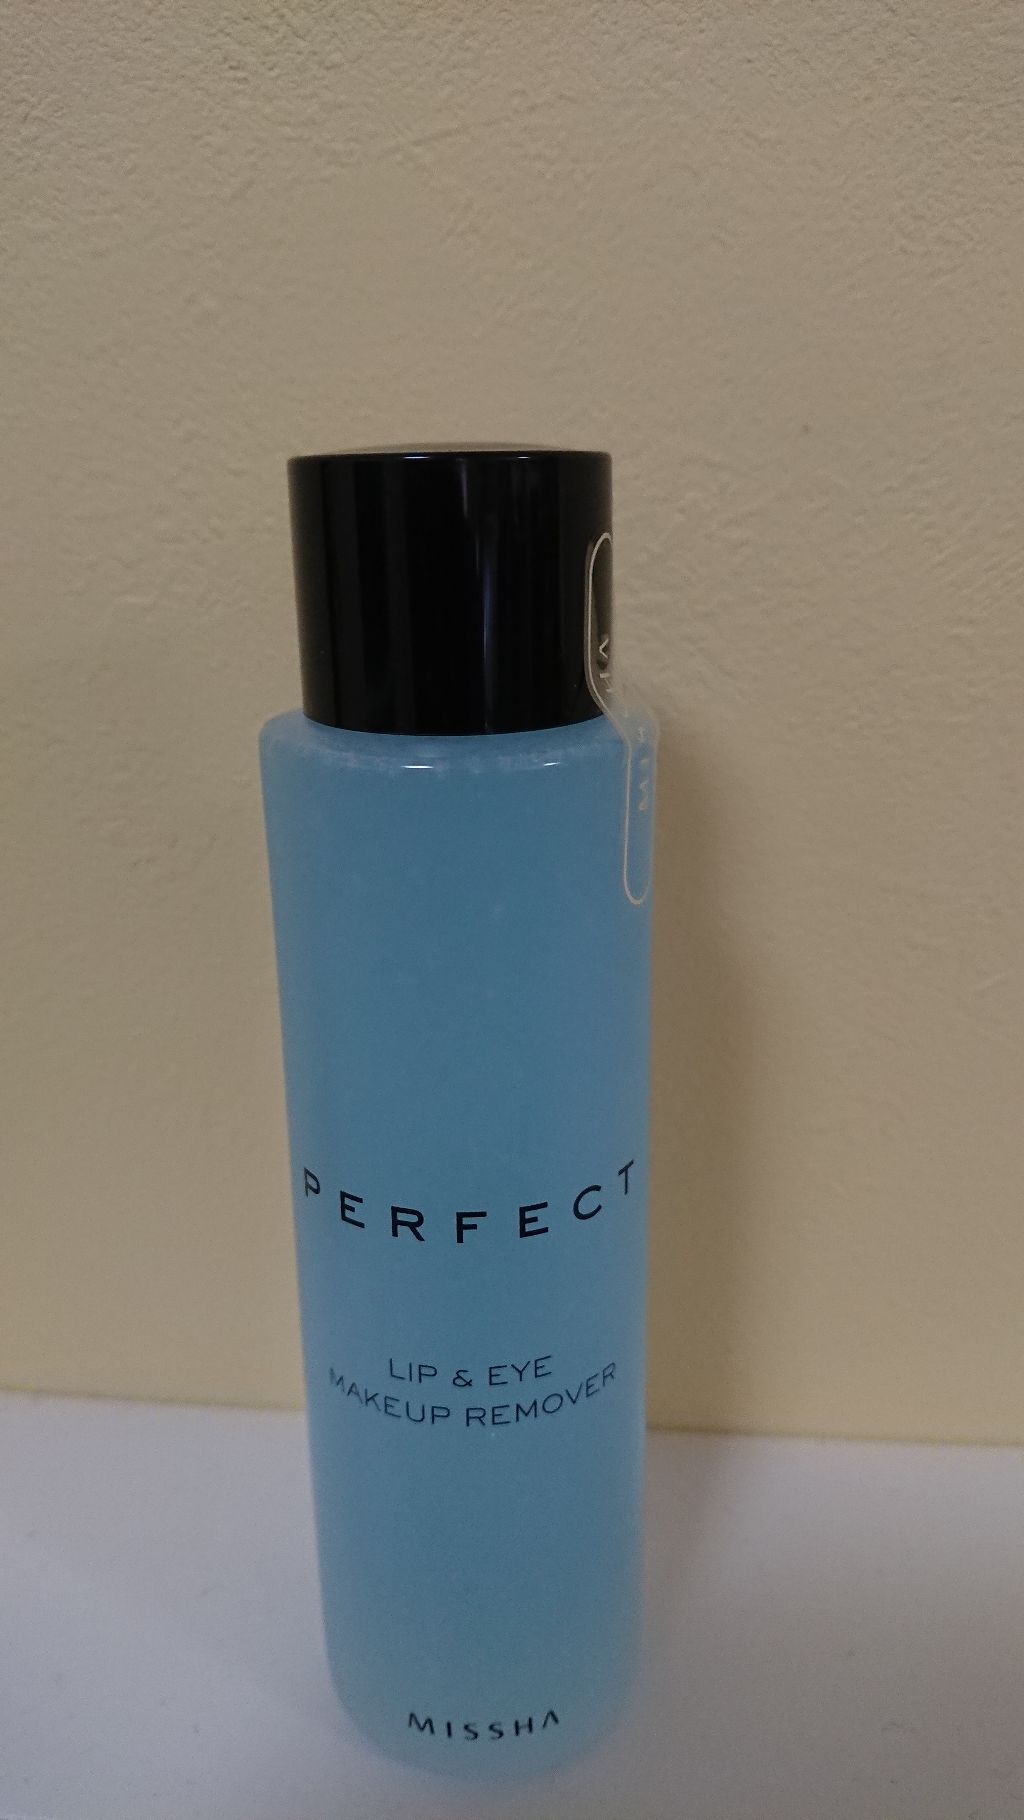 PERFECT
LIP & EYE
MAKEUP REMOVER
MISSHA